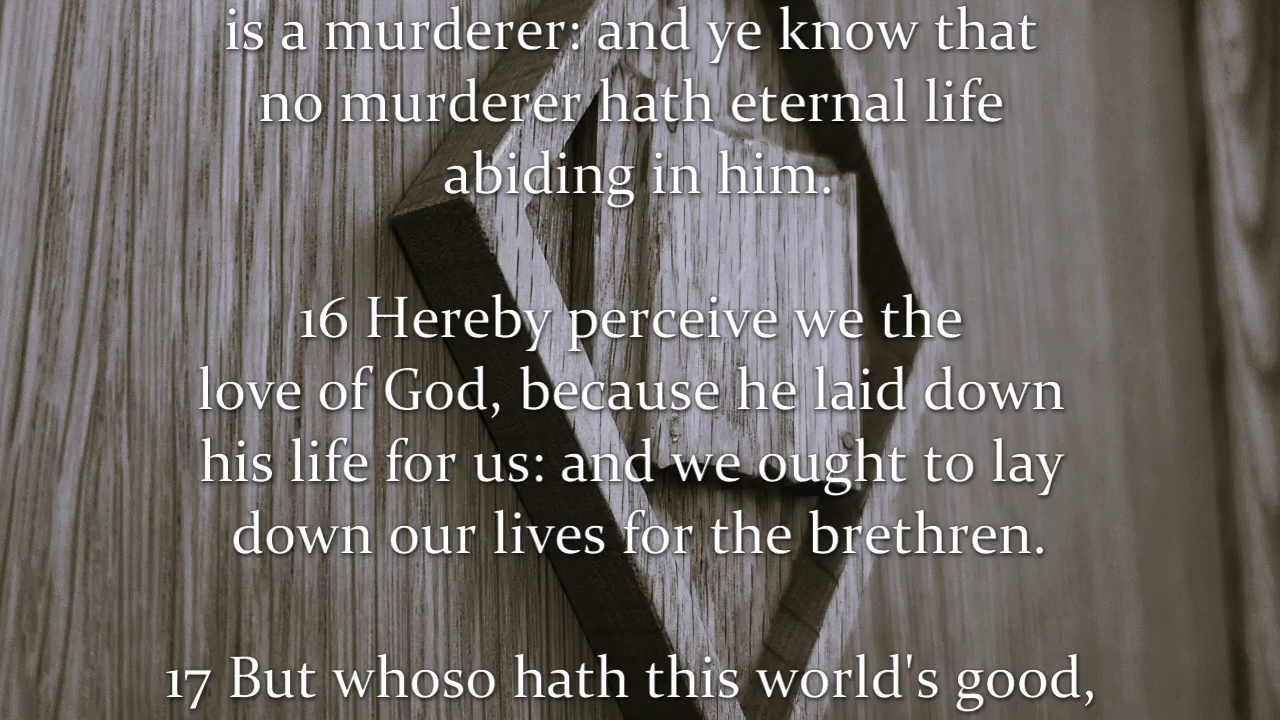 is a murderer: and ye know that
no murderer hath eternal life
abiding in him.
16 Hereby perceive we the
love of God, because he laid down
his life for us: and we ought to lay
down our lives for the brethren.
17 But whoso hath this world's good,